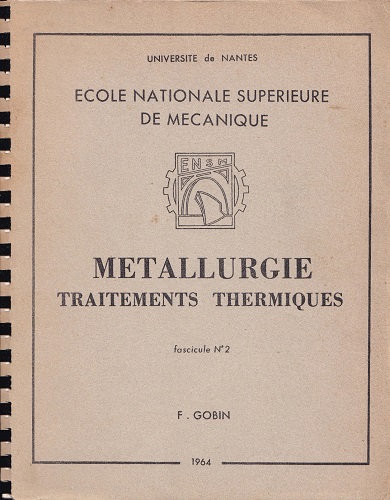 UNIVERSITE de NANTES
ECOLE NATIONALE SUPERIEURE
DE MECANIQUE
ENSM
METALLURGIE
TRAITEMENTS THERMIQUES
fascicule N°2
F. GOBIN
1964